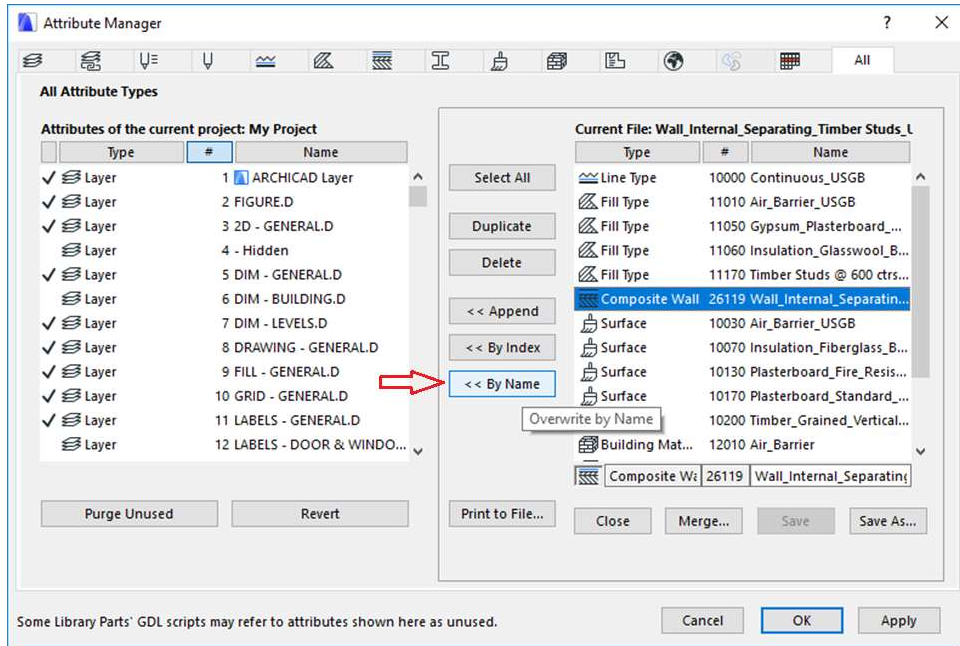 Attribute Manager
?
All
All Attribute Types
Attributes of the current project: My Project
Type # Name
Layer 1 ARCHICAD Layer
Layer 2 FIGURE.D
Layer 3 2D - GENERAL.D
Layer 4 - Hidden
Layer 5 DIM - GENERAL.D
Layer 6 DIM - BUILDING.D
Layer 7 DIM - LEVELS.D
Layer 8 DRAWING - GENERAL.D
Layer 9 FILL - GENERAL.D
Layer 10 GRID - GENERAL.D
Layer 11 LABELS - GENERAL.D
Layer 12 LABELS - DOOR & WINDO...
Purge Unused
Revert
Select All
Duplicate
Delete
<< Append
<< By Index
<< By Name
Overwrite by Name
Print to File...
Current File: Wall_Internal_Separating_Timber Studs_U
Type # Name
Line Type 10000 Continuous_USGB
Fill Type 11010 Air_Barrier_USGB
Fill Type 11050 Gypsum_Plasterboard_...
Fill Type 11060 Insulation_Glasswool_B...
Fill Type 11170 Timber Studs @ 600 ctrs...
Composite Wall 26119 Wall_Internal_Separatin...
Surface 10030 Air_Barrier_USGB
Surface 10070 Insulation_Fiberglass_B...
Surface 10130 Plasterboard_Fire_Resis...
Surface 10170 Plasterboard_Standard_...
10200 Timber_Grained_Vertical...
Building Mat... 12010 Air_Barrier
Composite Wa 26119 Wall_Internal_Separating
Close
Merge...
Save
Save As...
Some Library Parts' GDL scripts may refer to attributes shown here as unused.
Cancel
OK
Apply